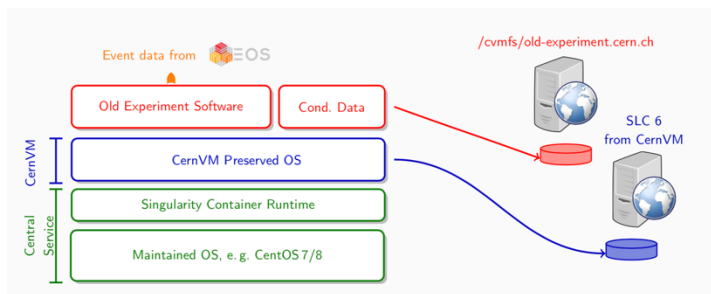 /cvmfs/old-experiment.cern.ch
Event data from EOS
Old Experiment Software
Cond. Data
SLC 6
from CernVM
CernVM
CernVM Preserved OS
Central
Service
Singularity Container Runtime
Maintained OS, e. g. CentOS 7/8